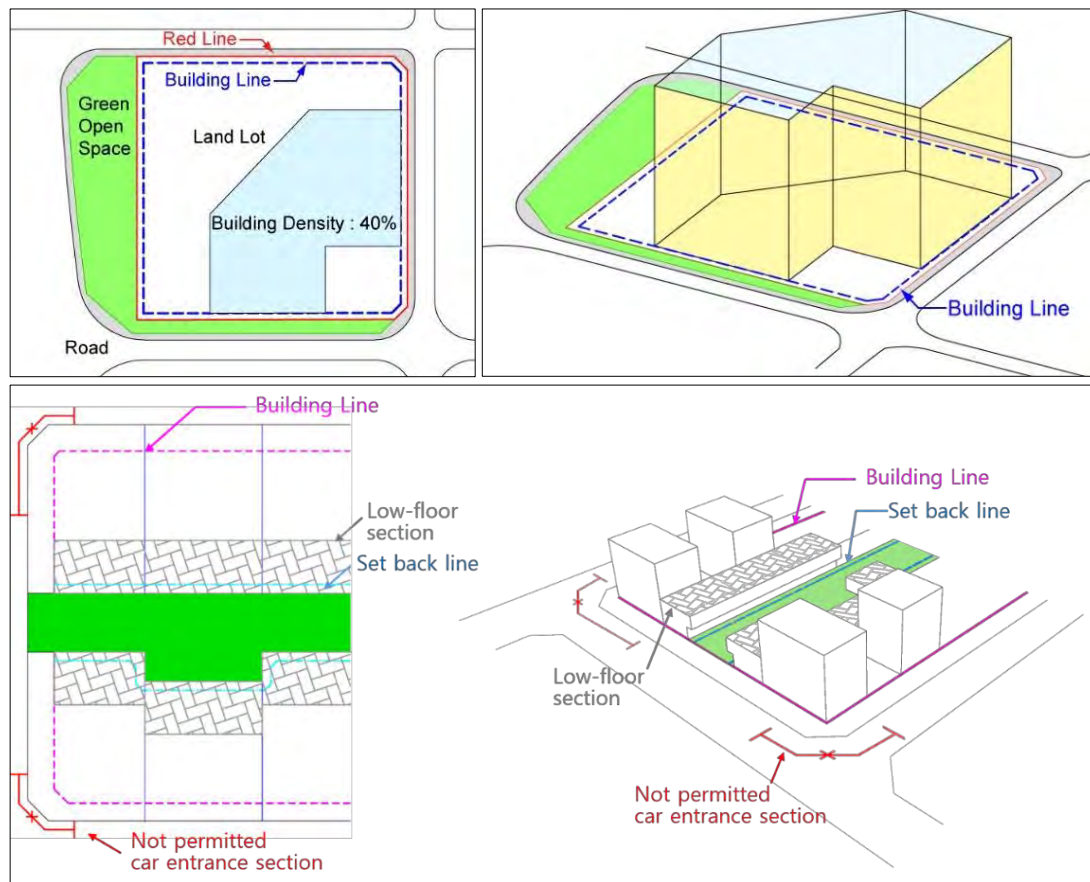 Red Line
Building Line
Green
Open
Space
Land Lot
Building Density : 40%
Road
Building Line
Building Line
Low-floor
section
Set back line
Not permitted
car entrance section
Building Line
Set back line
Low-floor
section
Not permitted
car entrance section